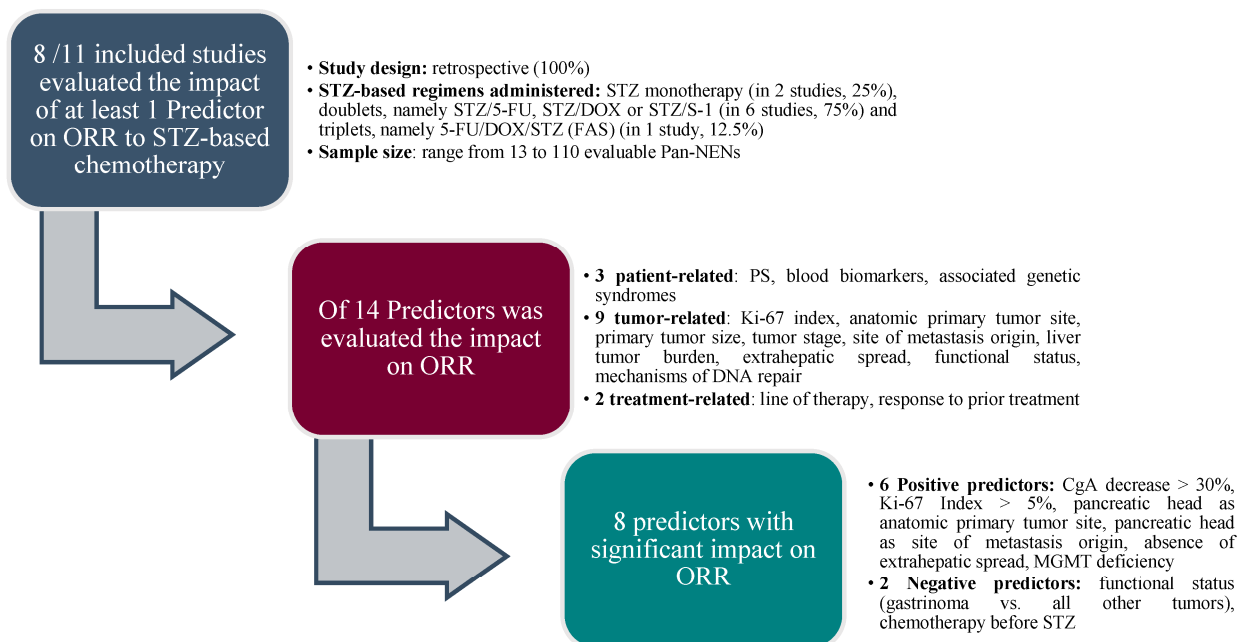 8 /11 included studies
evaluated the impact
of at least 1 Predictor
on ORR to STZ-based
chemotherapy
• Study design: retrospective (100%)
• STZ-based regimens administered: STZ monotherapy (in 2 studies, 25%),
doublets, namely STZ/5-FU, STZ/DOX or STZ/S-1 (in 6 studies, 75%) and
triplets, namely 5-FU/DOX/STZ (FAS) (in 1 study, 12.5%)
• Sample size: range from 13 to 110 evaluable Pan-NENs
Of 14 Predictors was
evaluated the impact
on ORR
• 3 patient-related: PS, blood biomarkers, associated genetic
syndromes
• 9 tumor-related: Ki-67 index, anatomic primary tumor site,
primary tumor size, tumor stage, site of metastasis origin, liver
tumor burden, extrahepatic spread, functional status,
mechanisms of DNA repair
• 2 treatment-related: line of therapy, response to prior treatment
8 predictors with
significant impact on
ORR
• 6 Positive predictors: CgA decrease > 30%,
Ki-67 Index > 5%, pancreatic head as
anatomic primary tumor site, pancreatic head
as site of metastasis origin, absence of
extrahepatic spread, MGMT deficiency
• 2 Negative predictors: functional status
(gastrinoma vs. all other tumors),
chemotherapy before STZ